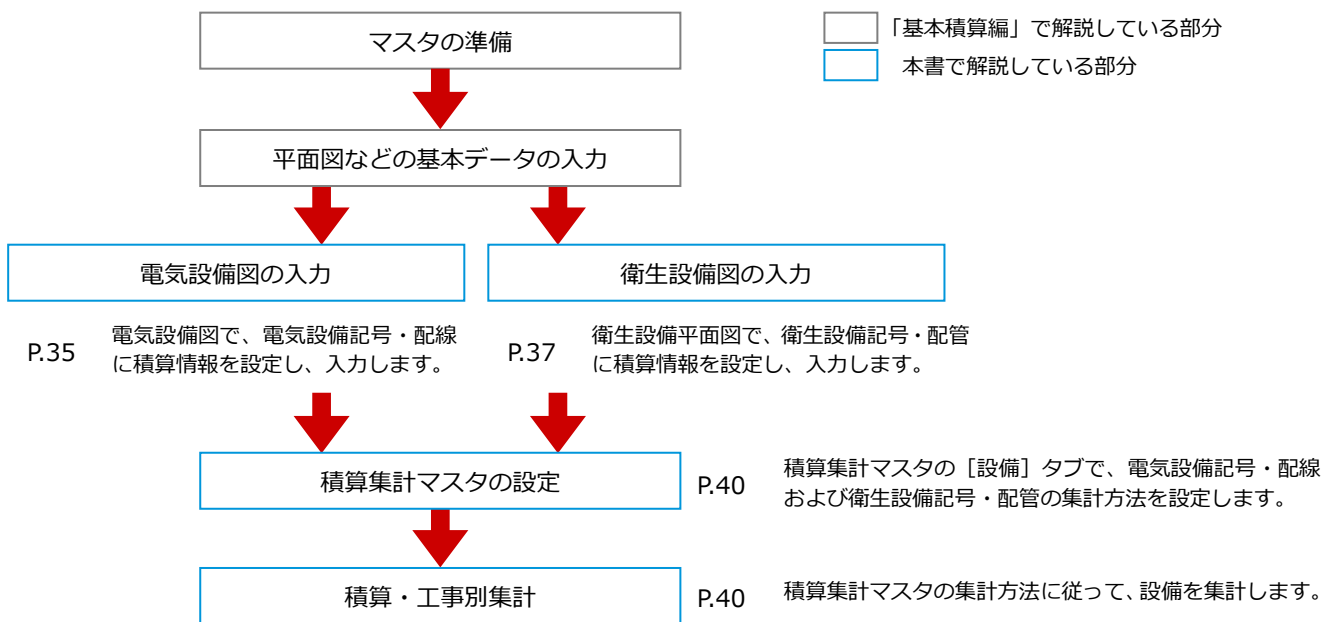 マスタの準備
「基本積算編」で解説している部分
本書で解説している部分
平面図などの基本データの入力
電気設備図の入力
衛生設備図の入力
P.35
電気設備図で、電気設備記号・配線
に積算情報を設定し、入力します。
P.37
衛生設備平面図で、衛生設備記号・配管
に積算情報を設定し、入力します。
積算集計マスタの設定
P.40
積算集計マスタの［設備］タブで、電気設備記号・配線
および衛生設備記号・配管の集計方法を設定します。
積算・工事別集計
P.40
積算集計マスタの集計方法に従って、設備を集計します。